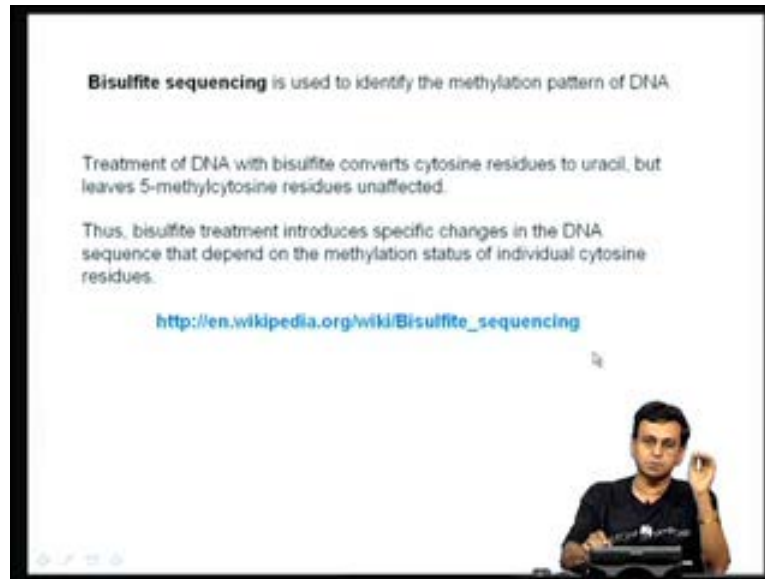 Bisulfite sequencing is used to identify the methylation pattern of DNA
Treatment of DNA with bisulfite converts cytosine residues to uracil, but
leaves 5-methylcytosine residues unaffected.
Thus, bisulfite treatment introduces specific changes in the DNA
sequence that depend on the methylation status of individual cytosine
residues.
http://en.wikipedia.org/wiki/Bisulfite_sequencing